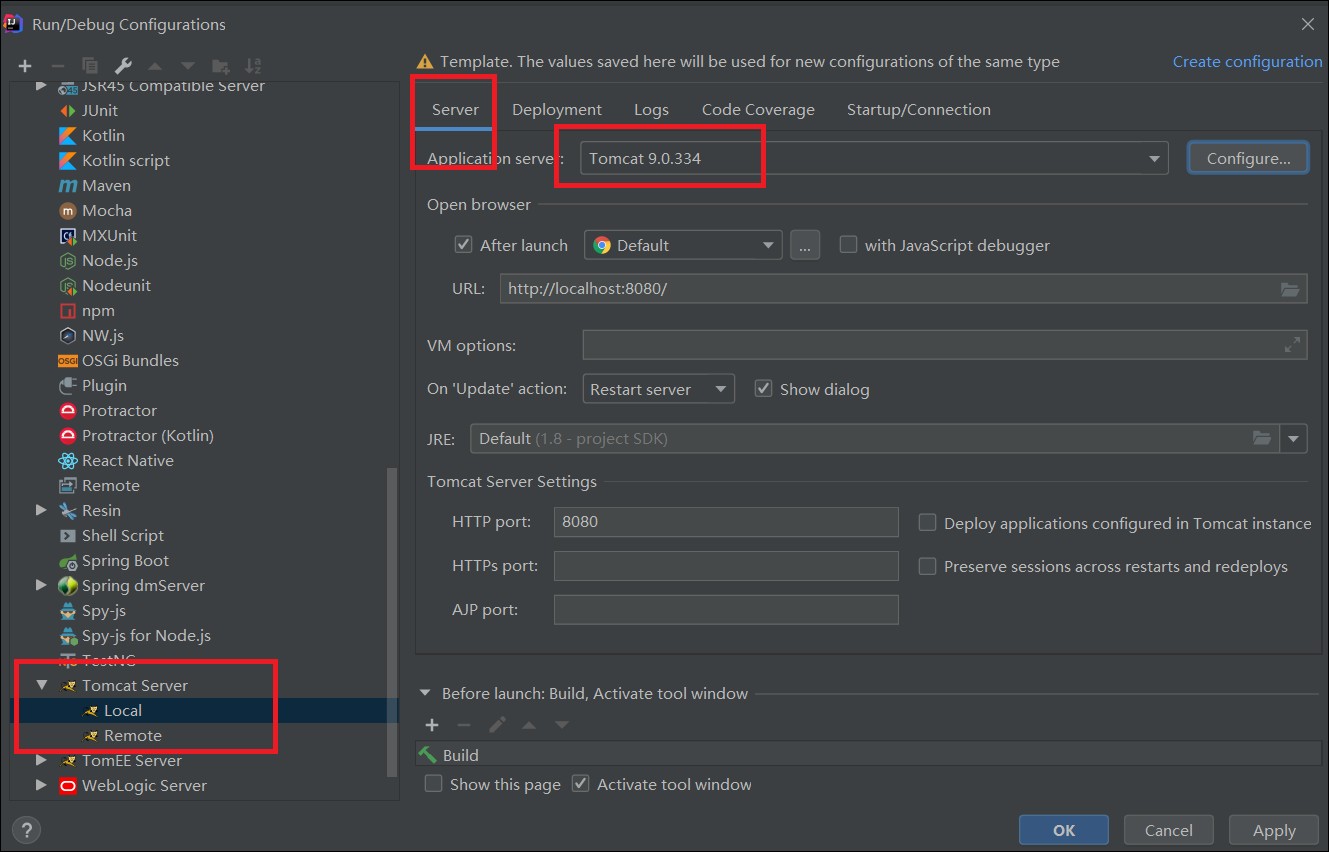 Run/Debug Configurations
JSR45 Compatible Server
JUnit
Kotlin
Kotlin script
Maven
Mocha
MXUnit
Node.js
Nodeunit
npm
NW.js
OSGi Bundles
Plugin
Protractor
Protractor (Kotlin)
React Native
Remote
Resin
Shell Script
Spring Boot
Spring dmServer
Spy-js
Spy-js for Node.js
TestNG
Tomcat Server
Local
Remote
TomEE Server
WebLogic Server
Template. The values saved here will be used for new configurations of the same type Create configuration
Server Deployment Logs Code Coverage Startup/Connection
Application server: Tomcat 9.0.334 Configure...
Open browser
After launch Default ... with JavaScript debugger
URL: http://localhost:8080/
VM options:
On 'Update' action: Restart server Show dialog
JRE: Default (1.8 - project SDK)
Tomcat Server Settings
HTTP port: 8080 Deploy applications configured in Tomcat instance
HTTPs port: Preserve sessions across restarts and redeploys
AJP port:
Before launch: Build, Activate tool window
Build
Show this page Activate tool window
? OK Cancel Apply